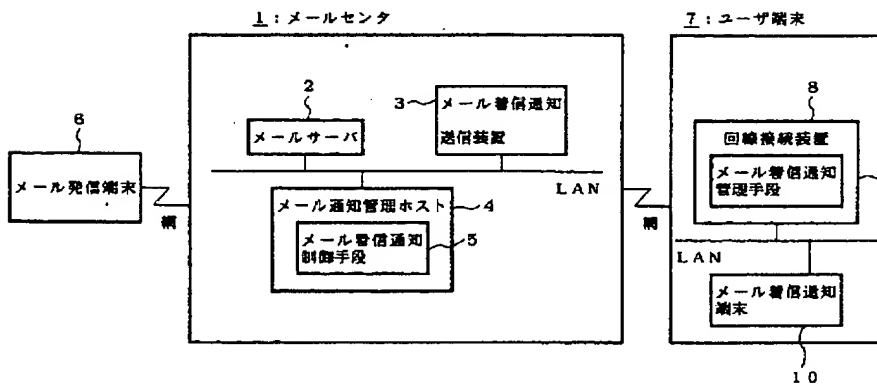 1：メールセンタ
7：ユーザ端末
6
メール発信端末
網
2
メールサーバ
3
メール着信通知
送信装置
LAN
メール通知管理ホスト
4
メール着信通知
制御手段
5
網
8
回線接続装置
メール着信通知
管理手段
LAN
メール着信通知
端末
10